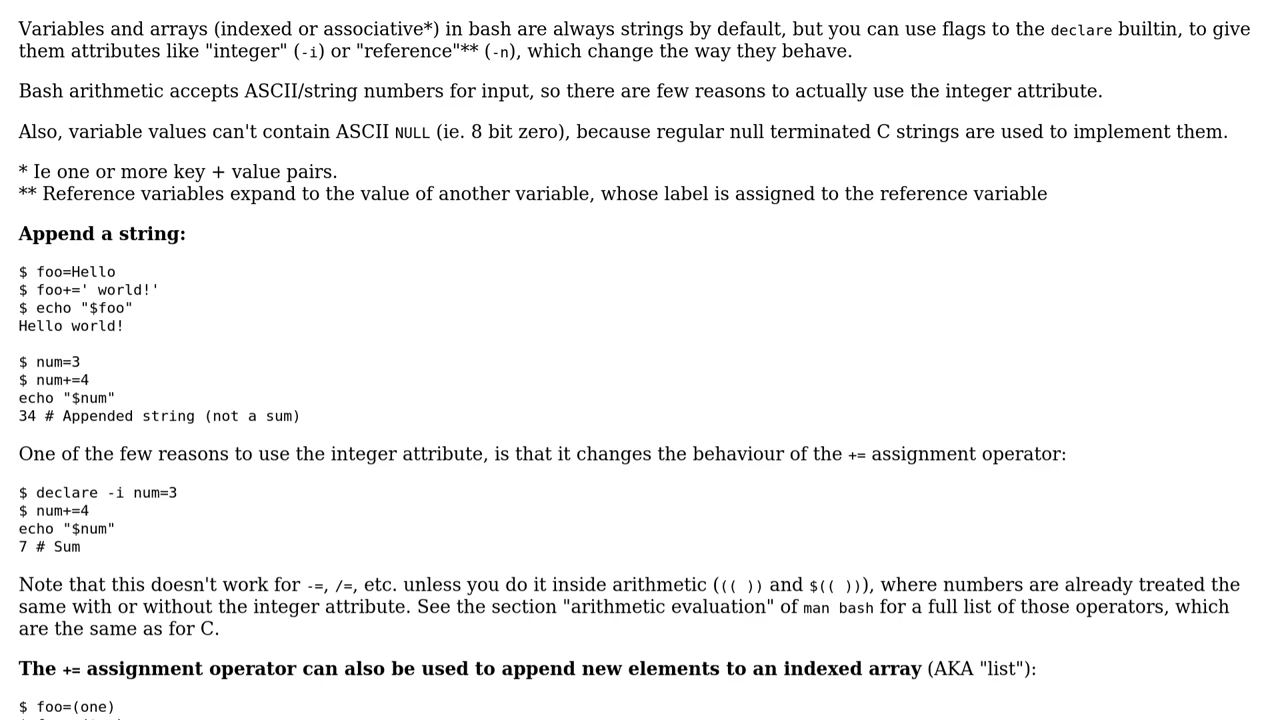 Variables and arrays (indexed or associative*) in bash are always strings by default, but you can use flags to the declare builtin, to give
them attributes like "integer" (-i) or "reference"** (-n), which change the way they behave.
Bash arithmetic accepts ASCII/string numbers for input, so there are few reasons to actually use the integer attribute.
Also, variable values can't contain ASCII NULL (ie. 8 bit zero), because regular null terminated C strings are used to implement them.
* Ie one or more key + value pairs.
** Reference variables expand to the value of another variable, whose label is assigned to the reference variable
Append a string:
$ foo=Hello
$ foo+=' world!'
$ echo "$foo"
Hello world!
$ num=3
$ num+=4
echo "$num"
34 # Appended string (not a sum)
One of the few reasons to use the integer attribute, is that it changes the behaviour of the += assignment operator:
$ declare -i num=3
$ num+=4
echo "$num"
7 # Sum
Note that this doesn't work for -=, /=, etc. unless you do it inside arithmetic ((( )) and $(( ))), where numbers are already treated the
same with or without the integer attribute. See the section "arithmetic evaluation" of man bash for a full list of those operators, which
are the same as for C.
The += assignment operator can also be used to append new elements to an indexed array (AKA "list"):
$ foo=(one)